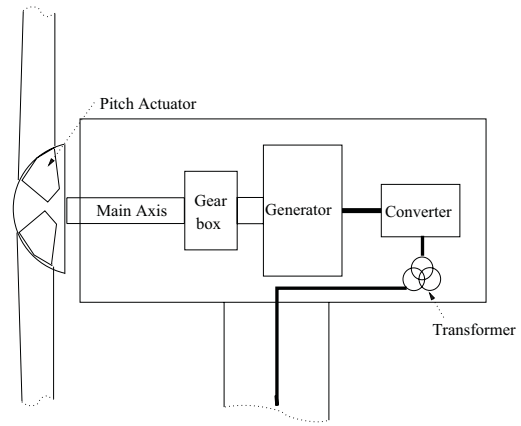 Pitch Actuator
Main Axis
Gear
box
Generator
Converter
Transformer